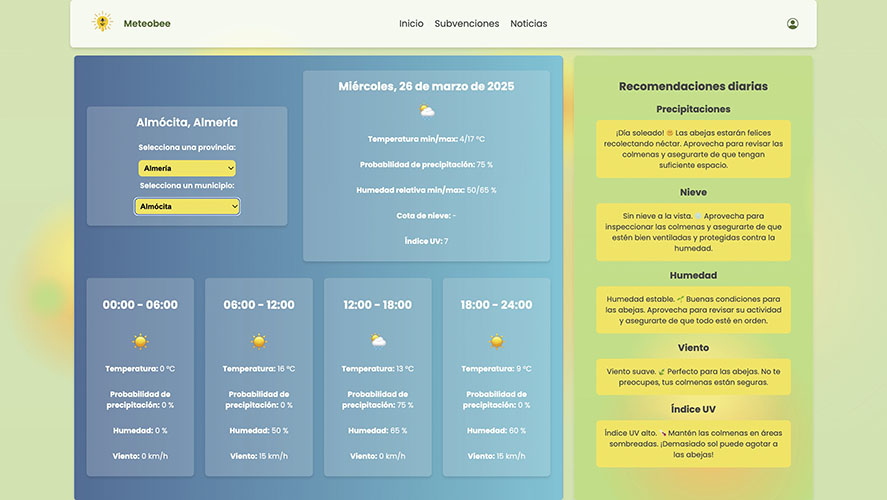 Meteobee
Inicio
Subvenciones
Noticias
Almócita, Almería
Selecciona una provincia:
Almería
Selecciona un municipio:
Almócita
Miércoles, 26 de marzo de 2025
Temperatura min/max: 4/17 ºC
Probabilidad de precipitación: 75 %
Humedad relativa min/max: 50/65 %
Cota de nieve: -
Índice UV: 7
00:00 - 06:00
Temperatura: 0 ºC
Probabilidad de
precipitación: 0 %
Humedad: 0 %
Viento: 0 km/h
06:00 - 12:00
Temperatura: 16 ºC
Probabilidad de
precipitación: 0 %
Humedad: 50 %
Viento: 15 km/h
12:00 - 18:00
Temperatura: 13 ºC
Probabilidad de
precipitación: 75 %
Humedad: 65 %
Viento: 0 km/h
18:00 - 24:00
Temperatura: 9 ºC
Probabilidad de
precipitación: 0 %
Humedad: 60 %
Viento: 15 km/h
Recomendaciones diarias
Precipitaciones
¡Día soleado! 🌞 Las abejas estarán felices
recolectando néctar. Aprovecha para revisar las
colmenas y asegurarte de que tengan
suficiente espacio.
Nieve
Sin nieve a la vista. ❄️ Aprovecha para
inspeccionar las colmenas y asegurarte de que
estén bien ventiladas y protegidas contra la
humedad.
Humedad
Humedad estable. 🌱 Buenas condiciones para
las abejas. Aprovecha para revisar su actividad
y asegurarte de que todo esté en orden.
Viento
Viento suave. 🍃 Perfecto para las abejas. No te
preocupes, tus colmenas están seguras.
Índice UV
Índice UV alto. Mantén las colmenas en áreas
sombreadas. ¡Demasiado sol puede agotar a
las abejas!